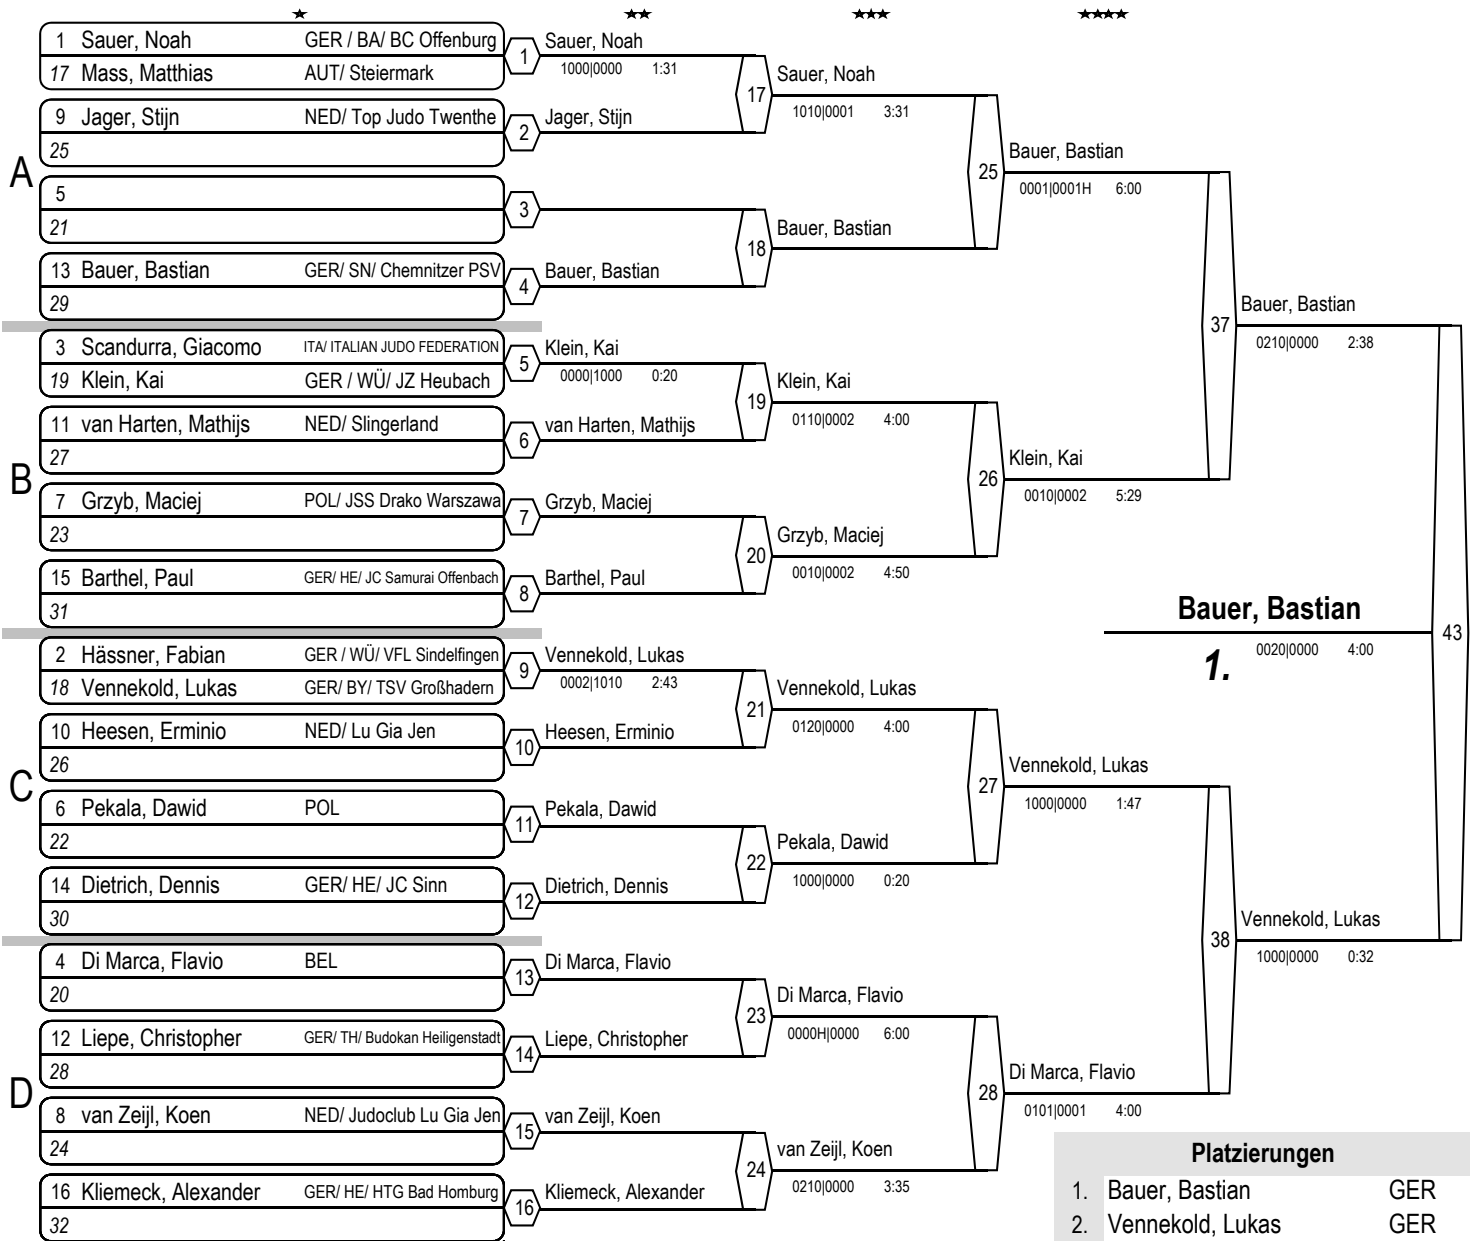 ★ ★★ ★★★ ★★★★
A
1 Sauer, Noah GER / BA/ BC Offenburg
17 Mass, Matthias AUT/ Steiermark
9 Jager, Stijn NED/ Top Judo Twenthe
25
5
21
13 Bauer, Bastian GER/ SN/ Chemnitzer PSV
29
B
3 Scandurra, Giacomo ITA/ ITALIAN JUDO FEDERATION
19 Klein, Kai GER / WÜ/ JZ Heubach
11 van Harten, Mathijs NED/ Slingerland
27
7 Grzyb, Maciej POL/ JSS Drako Warszawa
23
15 Barthel, Paul GER/ HE/ JC Samurai Offenbach
31
C
2 Hässner, Fabian GER / WÜ/ VFL Sindelfingen
18 Vennekold, Lukas GER/ BY/ TSV Großhadern
10 Heesen, Erminio NED/ Lu Gia Jen
26
6 Pekala, Dawid POL
22
14 Dietrich, Dennis GER/ HE/ JC Sinn
30
D
4 Di Marca, Flavio BEL
20
12 Liepe, Christopher GER/ TH/ Budokan Heiligenstadt
28
8 van Zeijl, Koen NED/ Judoclub Lu Gia Jen
24
16 Kliemeck, Alexander GER/ HE/ HTG Bad Homburg
32
1 Sauer, Noah
1000|0000 1:31
2 Jager, Stijn
3
4 Bauer, Bastian
5 Klein, Kai
0000|1000 0:20
6 van Harten, Mathijs
7 Grzyb, Maciej
8 Barthel, Paul
9 Vennekold, Lukas
0002|1010 2:43
10 Heesen, Erminio
11 Pekala, Dawid
12 Dietrich, Dennis
13 Di Marca, Flavio
14 Liepe, Christopher
15 van Zeijl, Koen
16 Kliemeck, Alexander
17 Sauer, Noah
1010|0001 3:31
18 Bauer, Bastian
19 Klein, Kai
0110|0002 4:00
20 Grzyb, Maciej
0010|0002 4:50
21 Vennekold, Lukas
0120|0000 4:00
22 Pekala, Dawid
1000|0000 0:20
23 Di Marca, Flavio
0000H|0000 6:00
24 van Zeijl, Koen
0210|0000 3:35
25 Bauer, Bastian
0001|0001H 6:00
26 Klein, Kai
0010|0002 5:29
27 Vennekold, Lukas
1000|0000 1:47
28 Di Marca, Flavio
0101|0001 4:00
37 Bauer, Bastian
0210|0000 2:38
38 Vennekold, Lukas
1000|0000 0:32
43 Bauer, Bastian
1. 0020|0000 4:00
Platzierungen
1. Bauer, Bastian GER
2. Vennekold, Lukas GER